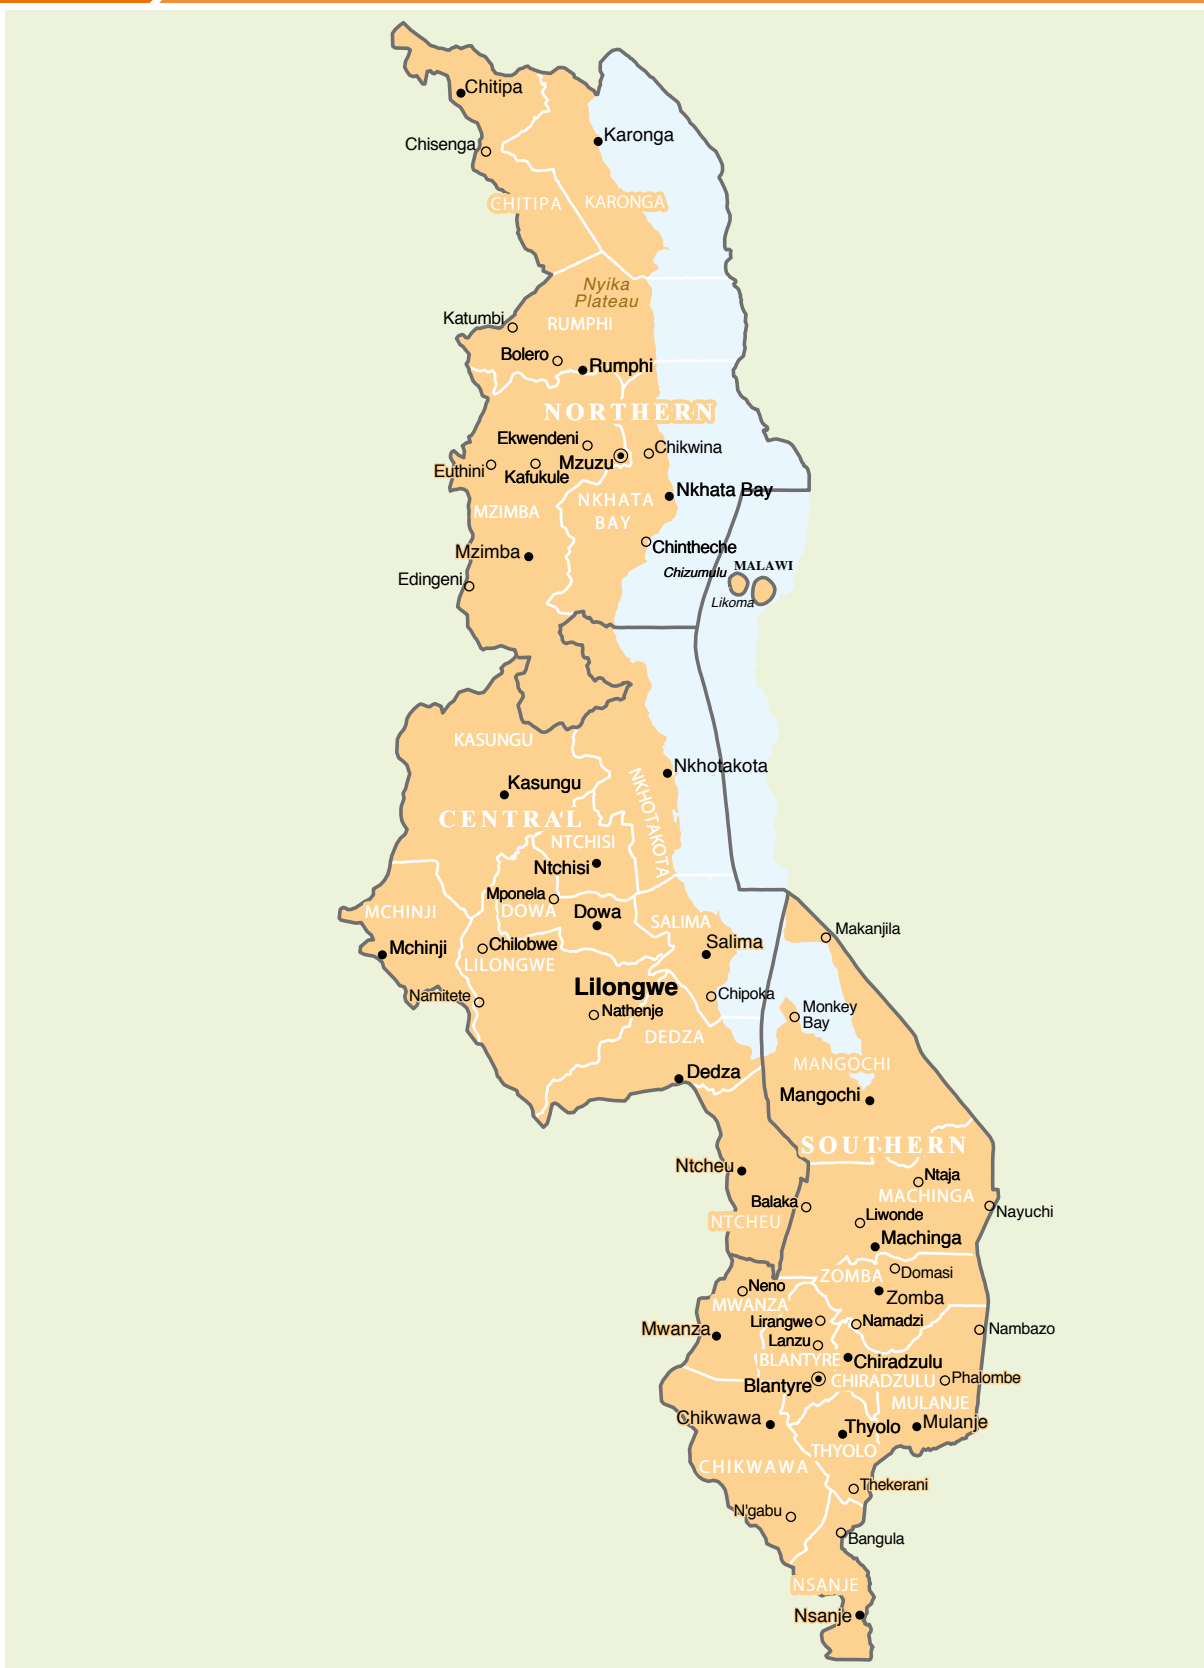 Chitipa
Karonga
Chisenga
CHITIPA
KARONGA
Nyika
Plateau
Katumbi
RUMPHI
Bolero
Rumphi
NORTHERN
Ekwendeni
Chikwina
Mzuzu
Euthini
Kafukule
Nkhata Bay
NKHATA
BAY
MZIMBA
Chintheche
Mzimba
MALAWI
Chizumulu
Edingeni
Likoma
KASUNGU
Nkhotakota
Kasungu
NKHOTAKOTA
CENTRAL
NTCHISI
Ntchisi
Mponela
MCHINJI
DOWA
Dowa
SALIMA
Makanjila
Salima
Mchinji
Chilobwe
LILONGWE
Lilongwe
Chipoka
Namitete
Nathenje
Monkey
Bay
DEDZA
MANGOCHI
Dedza
Mangochi
SOUTHERN
Ntcheu
Ntaja
MACHINGA
Balaka
Nayuchi
Liwonde
NTCHEU
Machinga
Domasi
ZOMBA
Neno
Zomba
MWANZA
Lirangwe
Namadzi
Mwanza
Nambazo
Lanzu
BLANTYRE
Chiradzulu
Phalombe
CHIRADZULU
Blantyre
MULANJE
Chikwawa
Mulanje
Thyolo
THYOLO
CHIKWAWA
Thekerani
N'gabu
Bangula
NSANJE
Nsanje